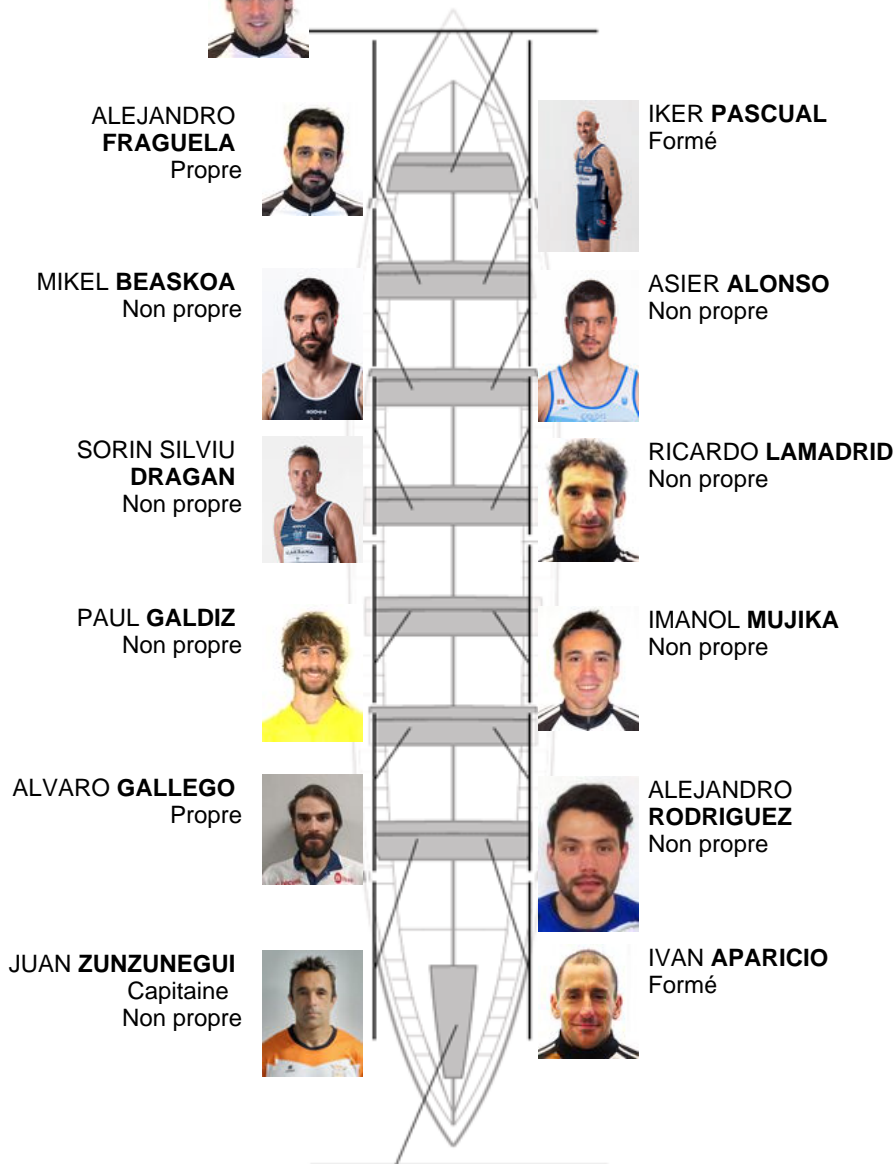 ALEJANDRO
FRAGUELA
Propre
IKER PASCUAL
Formé
MIKEL BEASKOA
Non propre
ASIER ALONSO
Non propre
SORIN SILVIU
DRAGAN
Non propre
RICARDO LAMADRID
Non propre
PAUL GALDIZ
Non propre
IMANOL MUJIKA
Non propre
ALVARO GALLEGO
Propre
ALEJANDRO
RODRIGUEZ
Non propre
JUAN ZUNZUNEGUI
Capitaine
Non propre
IVAN APARICIO
Formé